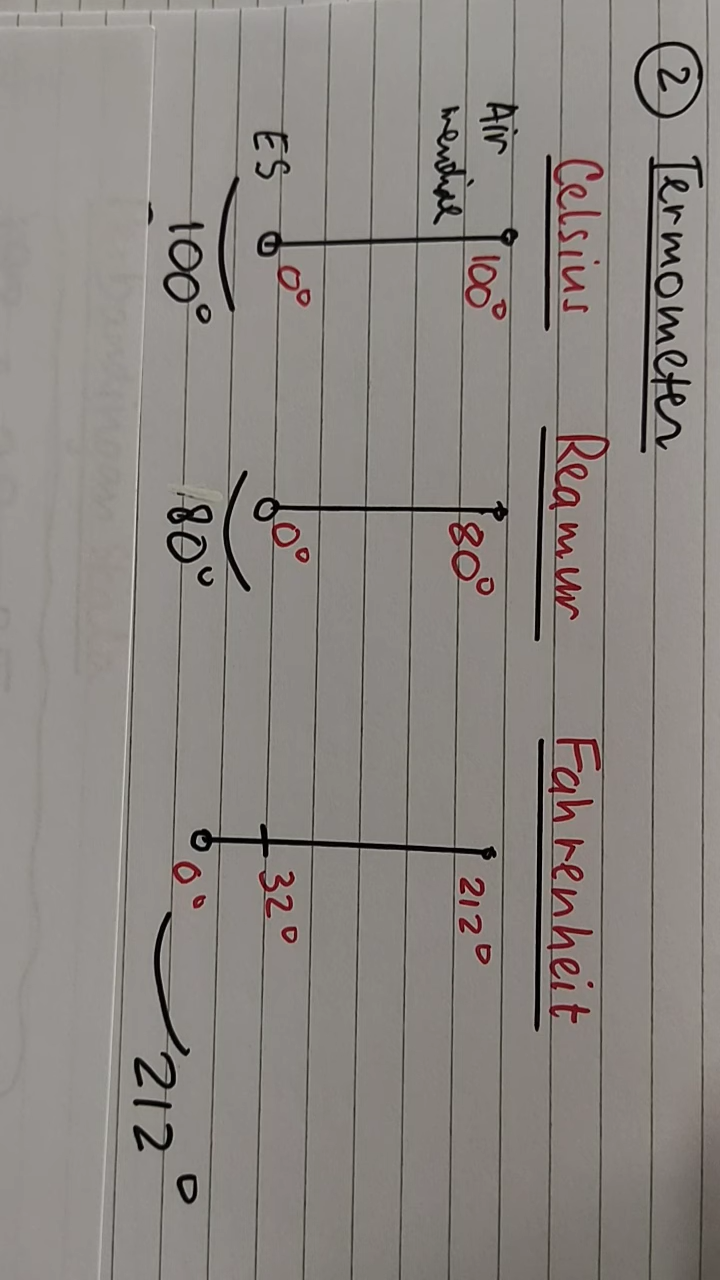 ② Termometer
Celsius Reamur Fahrenheit
Air mendidih 100° 80° 212°
ES 0° 0° 32°
0°
100° 80° 212°